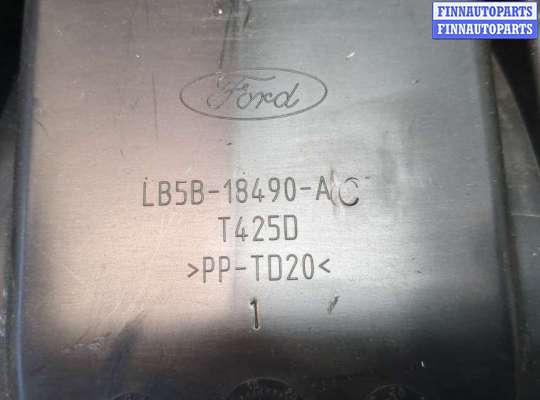 FINNAUTOPARTS
FINNAUTOPARTS
Ford
LB5B-18490-AC
T425D
>PP-TD20<
1